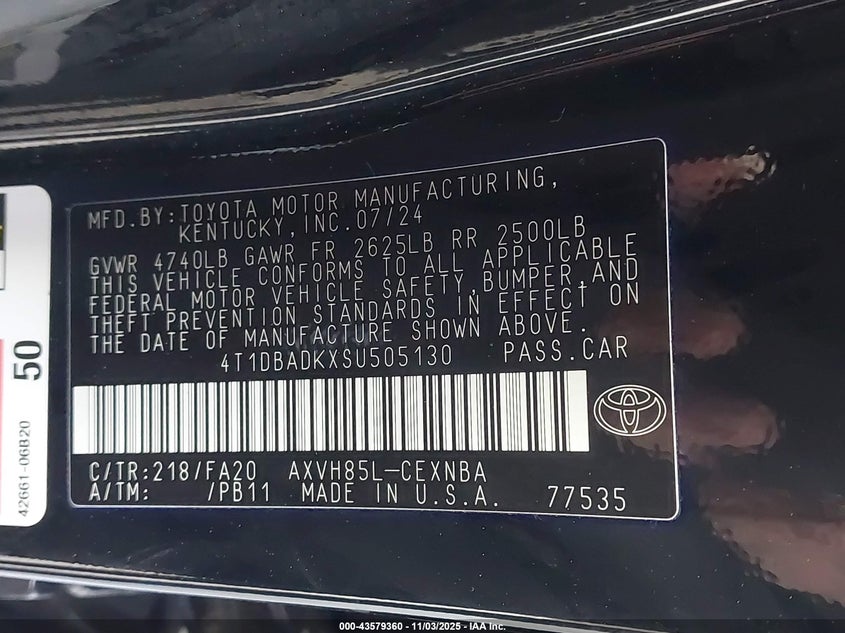 MFD.BY:TOYOTA MOTOR MANUFACTURING,
KENTUCKY,INC.07/24
GVWR 4740LB GAWR FR 2625LB RR 2500LB
THIS VEHICLE CONFORMS TO ALL APPLICABLE
FEDERAL MOTOR VEHICLE SAFETY,BUMPER,AND
THEFT PREVENTION STANDARDS IN EFFECT ON
THE DATE OF MANUFACTURE SHOWN ABOVE.
4T1DBADKXSU505130 PASS.CAR
C/TR:218/FA20 AXVH85L-CEXNBA
A/TM: /PB11 MADE IN U.S.A. 77535
50
42661-06B20
000-43579360 - 11/03/2025 - IAA Inc.